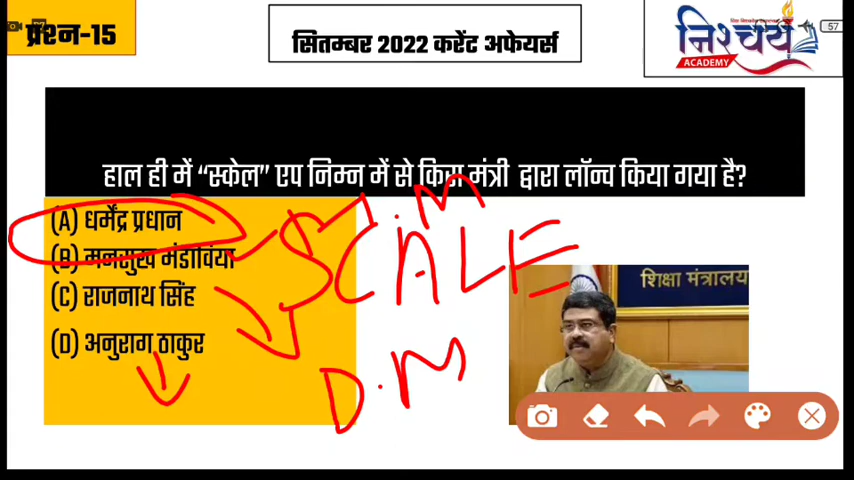 प्रश्न-15
सितम्बर 2022 करेंट अफेयर्स
निश्चय
ACADEMY
57
हाल ही में “स्केल” एप निम्न में से किस मंत्री द्वारा लॉन्च किया गया है?
(A) धर्मेंद्र प्रधान
(B) मनसुख मंडाविया
(C) राजनाथ सिंह
(D) अनुराग ठाकुर
M
SCALE
D.M
शिक्षा मंत्रालय